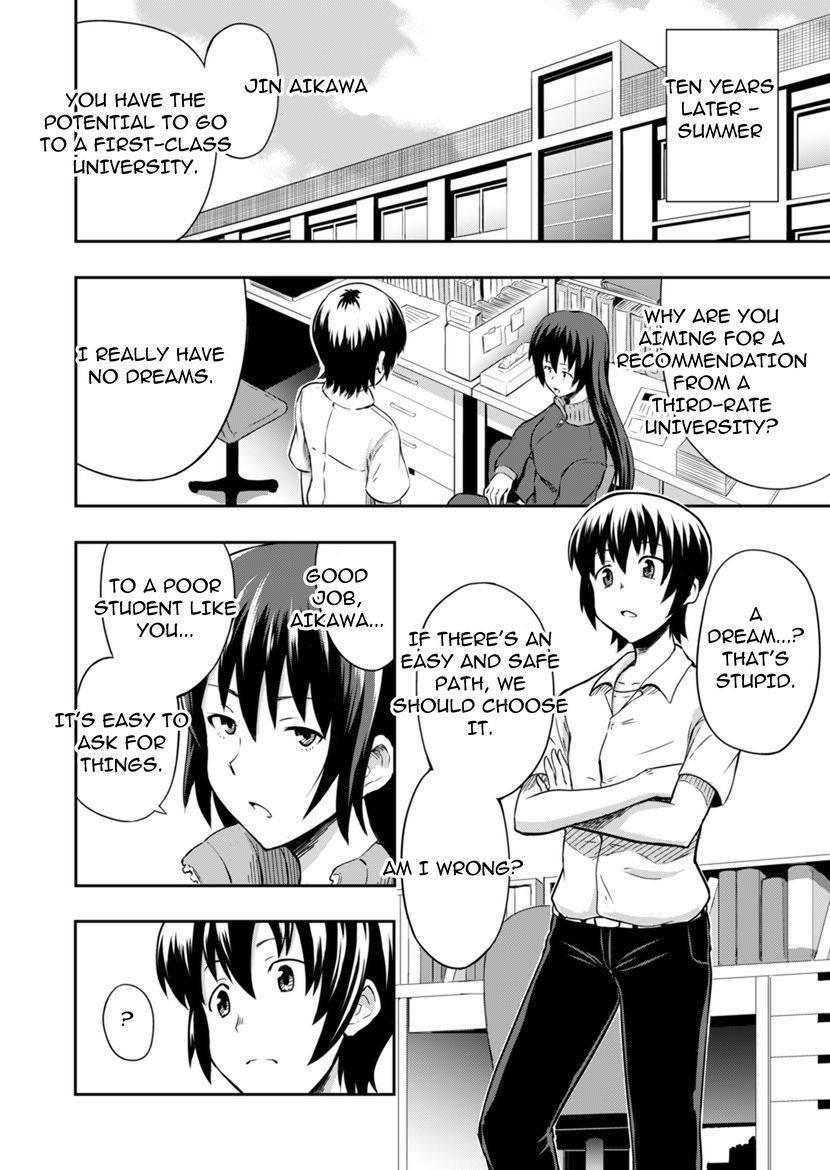 TEN YEARS
LATER -
SUMMER
JIN AIKAWA
YOU HAVE THE
POTENTIAL TO GO
TO A FIRST-CLASS
UNIVERSITY.
WHY ARE YOU
AIMING FOR A
RECOMMENDATION
FROM A
THIRD-RATE
UNIVERSITY?
I REALLY HAVE
NO DREAMS.
A
DREAM...?
THAT'S
STUPID.
IF THERE'S AN
EASY AND SAFE
PATH, WE
SHOULD CHOOSE
IT.
AM I WRONG?
GOOD
JOB,
AIKAWA...
TO A POOR
STUDENT LIKE
YOU...
IT'S EASY TO
ASK FOR
THINGS.
?